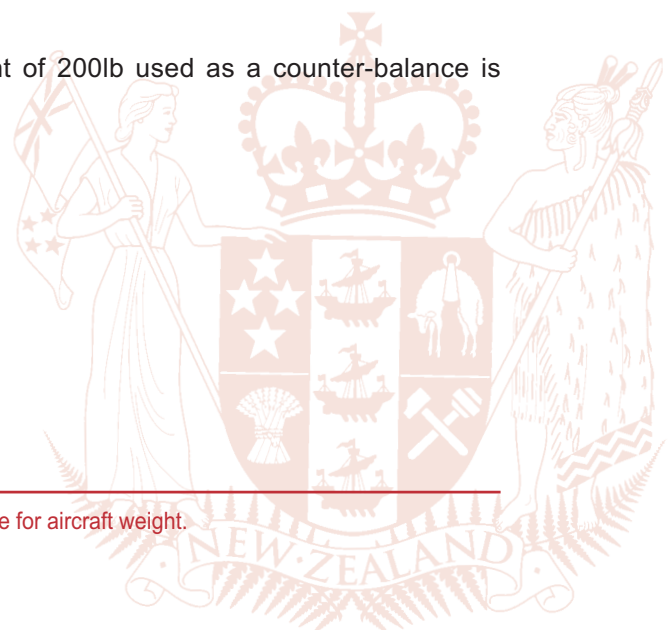 of 200lb used as a counter-balance is
for aircraft weight.
NEW·ZEALAND